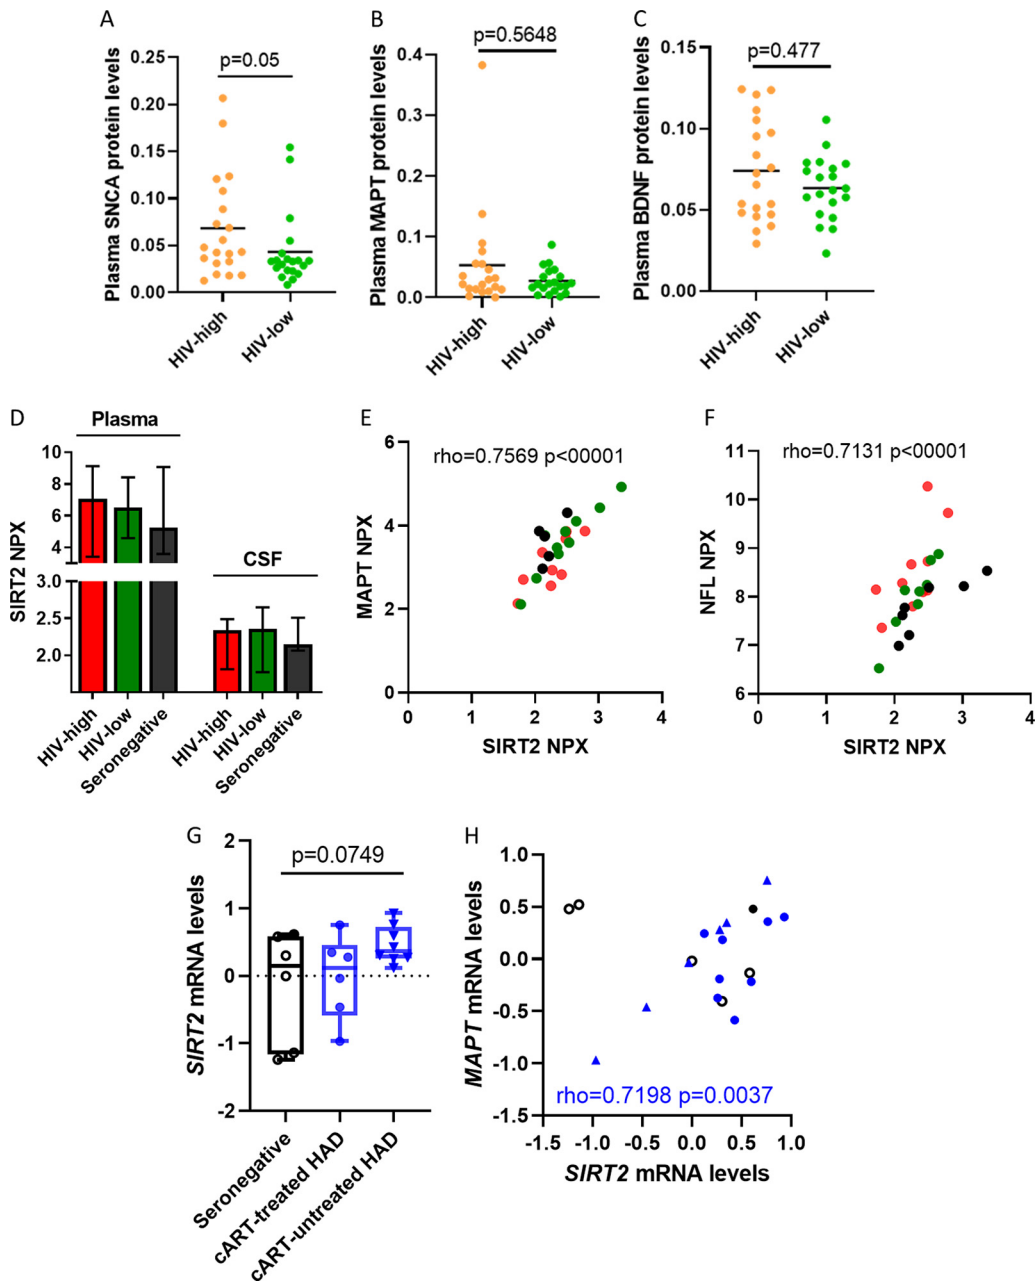 A
Plasma SNCA protein levels
p=0.05
0.25
0.20
0.15
0.10
0.05
0.00
HIV-high
HIV-low
B
Plasma MAPT protein levels
p=0.5648
0.4
0.3
0.2
0.1
0.0
HIV-high
HIV-low
C
Plasma BDNF protein levels
p=0.477
0.15
0.10
0.05
0.00
HIV-high
HIV-low
D
SIRT2 NPX
Plasma
10
8
6
4
3.0
2.5
2.0
CSF
HIV-high
HIV-low
Seronegative
HIV-high
HIV-low
Seronegative
E
MAPT NPX
rho=0.7569 p<00001
6
4
2
0
0
1
2
3
4
SIRT2 NPX
F
NFL NPX
rho=0.7131 p<00001
11
10
9
8
7
6
0
1
2
3
4
SIRT2 NPX
G
SIRT2 mRNA levels
p=0.0749
2
1
0
-1
-2
Seronegative
cART-treated HAD
cART-untreated HAD
H
MAPT mRNA levels
1.0
0.5
0.0
-0.5
-1.0
-1.5
rho=0.7198 p=0.0037
-1.5
-1.0
-0.5
0.0
0.5
1.0
SIRT2 mRNA levels